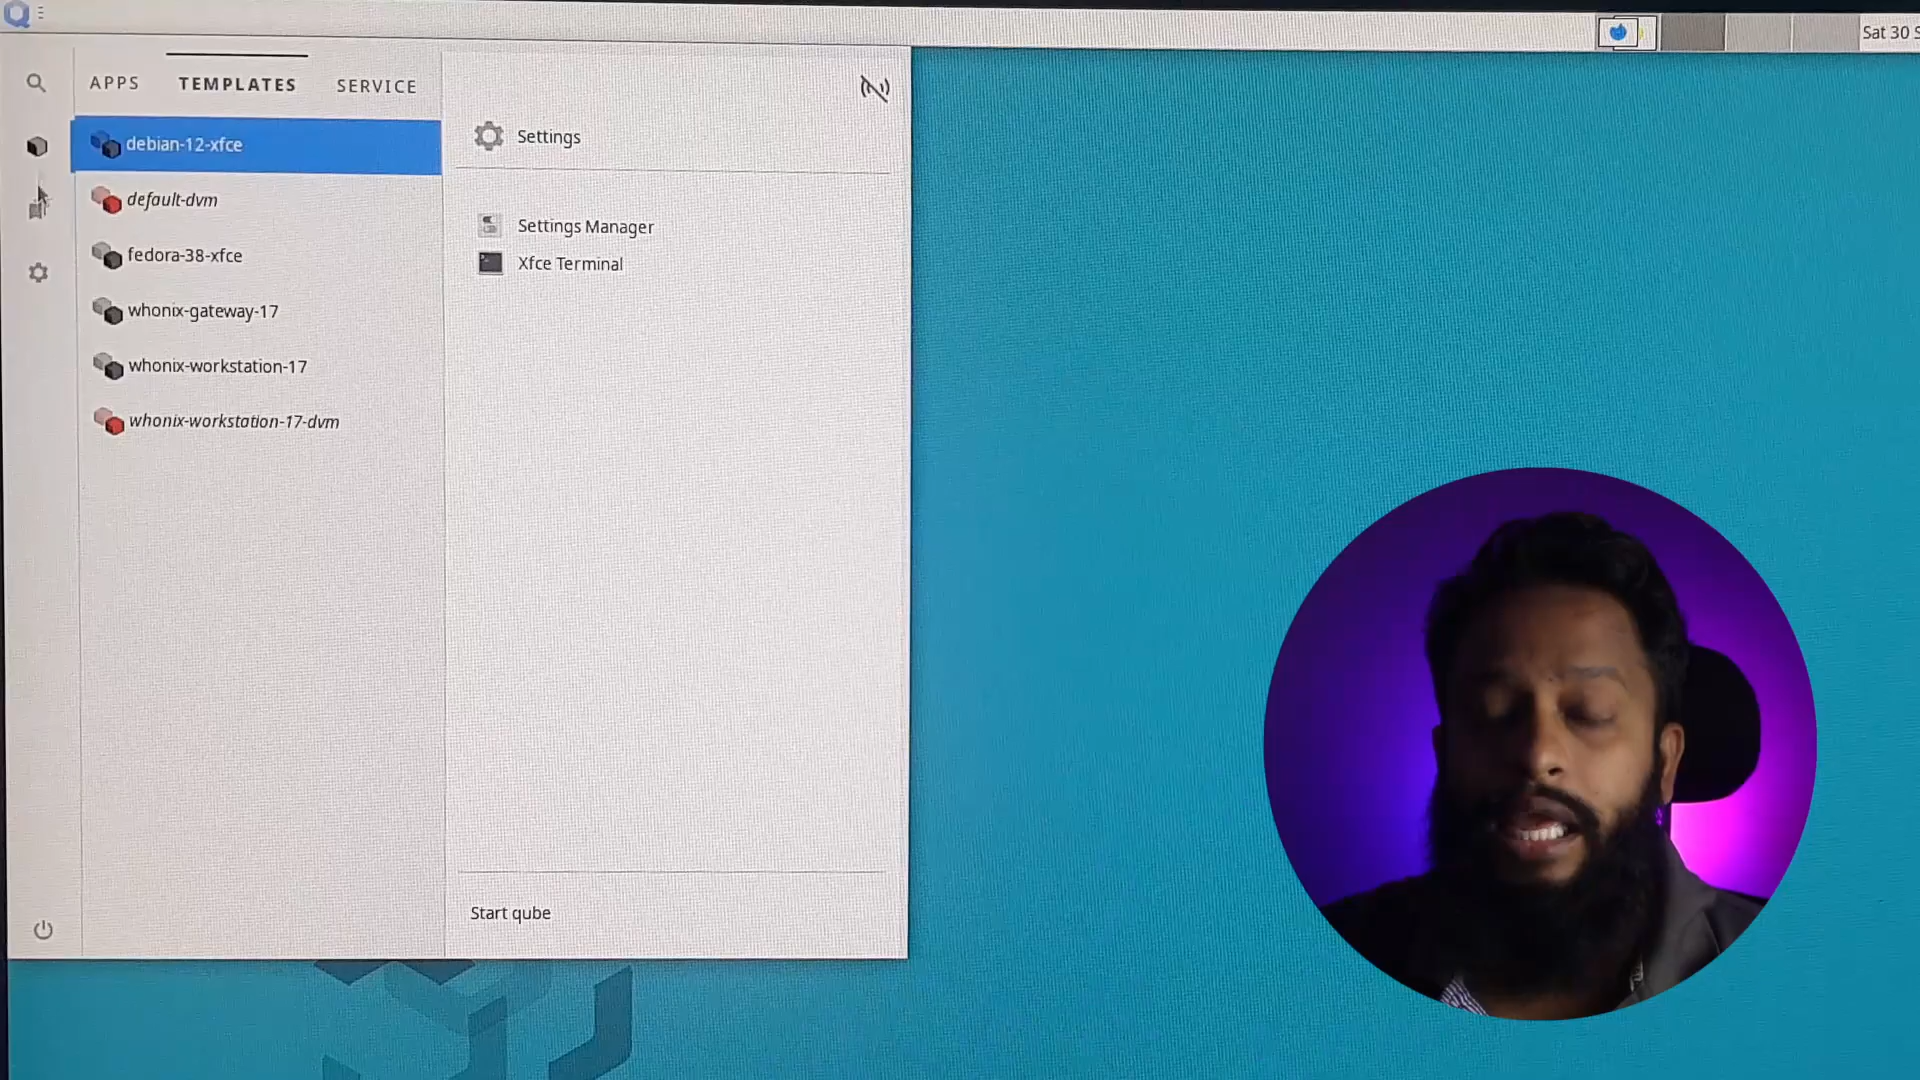 Sat 30 S
APPS TEMPLATES SERVICE
debian-12-xfce
default-dvm
fedora-38-xfce
whonix-gateway-17
whonix-workstation-17
whonix-workstation-17-dvm
Settings
Settings Manager
Xfce Terminal
Start qube